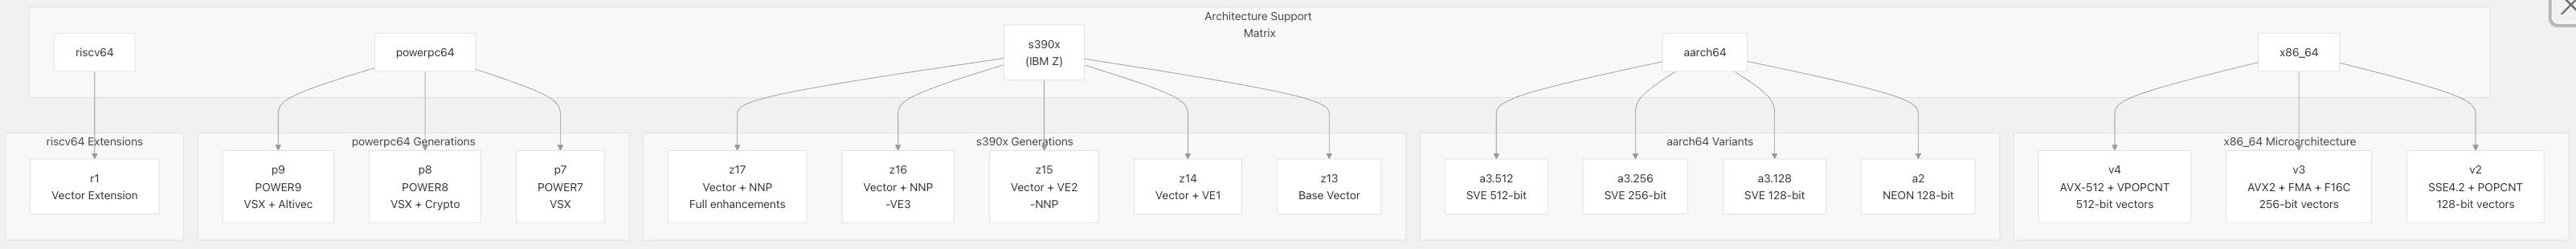 Architecture Support
Matrix
riscv64
powerpc64
s390x
(IBM Z)
aarch64
x86_64
riscv64 Extensions
r1
Vector Extension
powerpc64 Generations
p9
POWER9
VSX + Altivec
p8
POWER8
VSX + Crypto
p7
POWER7
VSX
s390x Generations
z17
Vector + NNP
Full enhancements
z16
Vector + NNP
-VE3
z15
Vector + VE2
-NNP
z14
Vector + VE1
z13
Base Vector
aarch64 Variants
a3.512
SVE 512-bit
a3.256
SVE 256-bit
a3.128
SVE 128-bit
a2
NEON 128-bit
x86_64 Microarchitecture
v4
AVX-512 + VPOPCNT
512-bit vectors
v3
AVX2 + FMA + F16C
256-bit vectors
v2
SSE4.2 + POPCNT
128-bit vectors